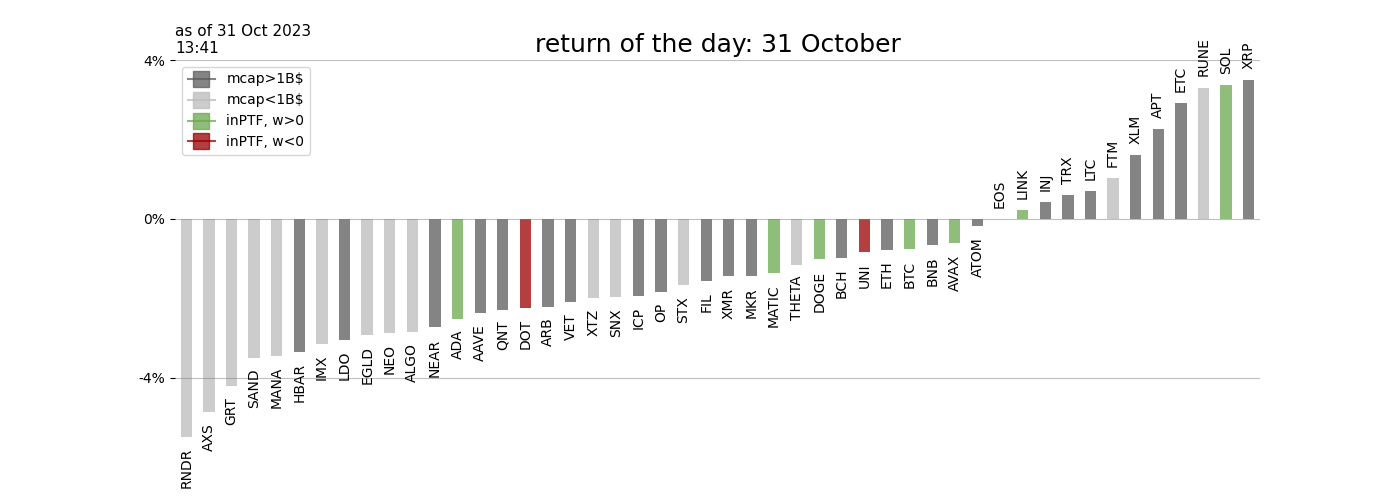 as of 31 Oct 2023
13:41
return of the day: 31 October
4%
0%
-4%
mcap>1B$
mcap<1B$
inPTF, w>0
inPTF, w<0
RNDR
AXS
GRT
SAND
MANA
HBAR
IMX
LDO
EGLD
NEO
ALGO
NEAR
ADA
AAVE
QNT
DOT
ARB
VET
XTZ
SNX
ICP
OP
STX
FIL
XMR
MKR
MATIC
THETA
DOGE
BCH
UNI
ETH
BTC
BNB
AVAX
ATOM
EOS
LINK
INJ
TRX
LTC
FTM
XLM
APT
ETC
RUNE
SOL
XRP